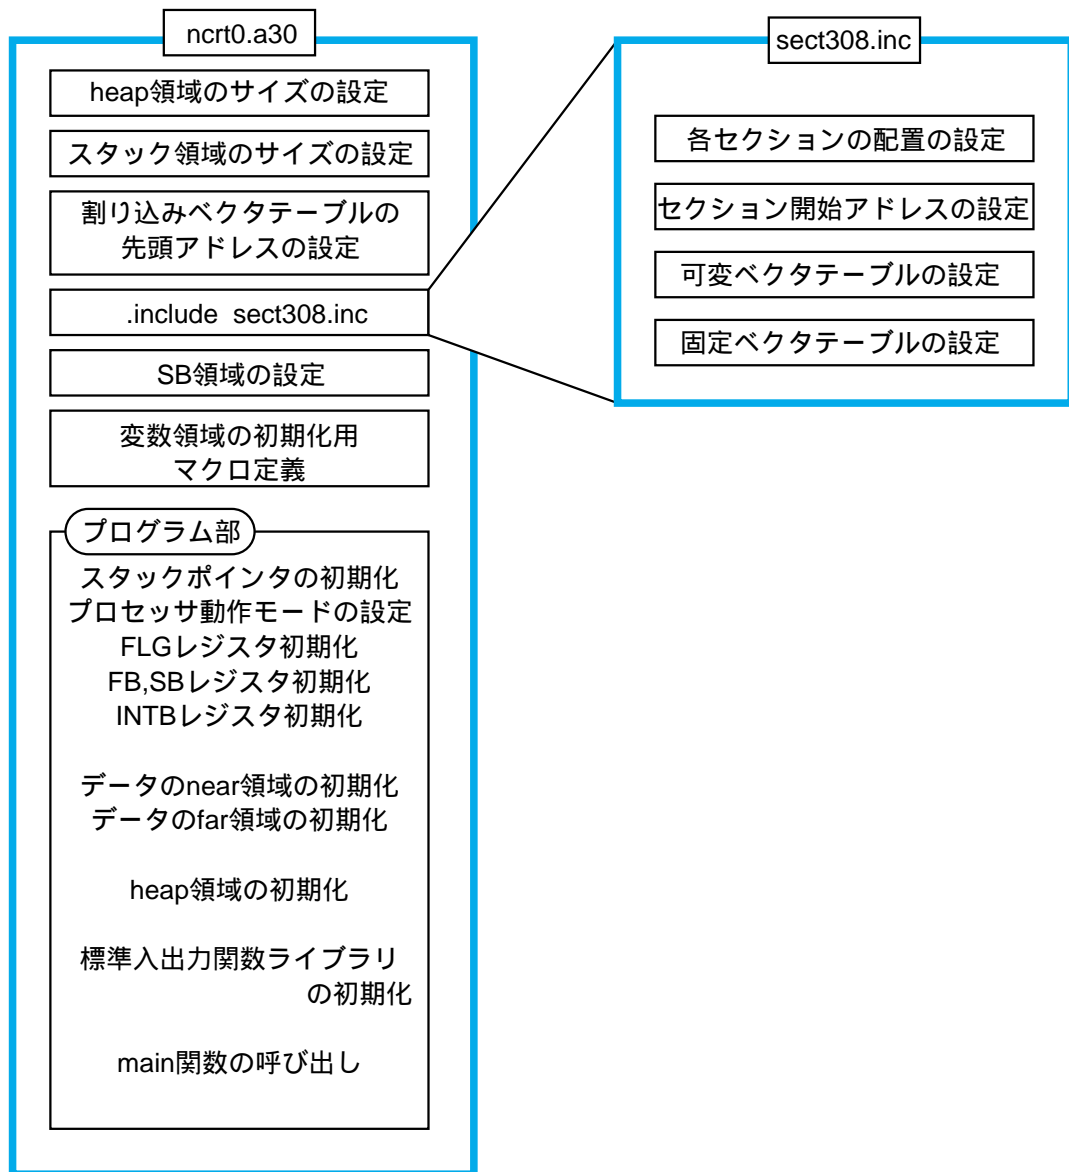 ncrt0.a30
heap領域のサイズの設定
スタック領域のサイズの設定
割り込みベクタテーブルの
先頭アドレスの設定
.include sect308.inc
SB領域の設定
変数領域の初期化用
マクロ定義
プログラム部
スタックポインタの初期化
プロセッサ動作モードの設定
FLGレジスタ初期化
FB,SBレジスタ初期化
INTBレジスタ初期化
データのnear領域の初期化
データのfar領域の初期化
heap領域の初期化
標準入出力関数ライブラリ
の初期化
main関数の呼び出し
sect308.inc
各セクションの配置の設定
セクション開始アドレスの設定
可変ベクタテーブルの設定
固定ベクタテーブルの設定